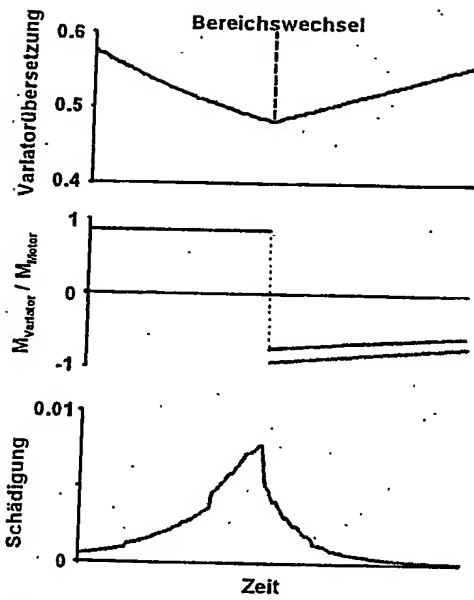 Bereichswechsel
Variatorübersetzung
0.6
0.5
0.4
M_Variator / M_Motor
1
0
-1
Schädigung
0.01
0
Zeit